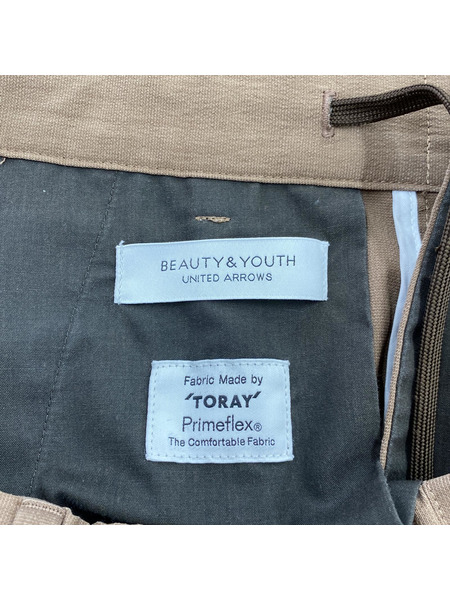 BEAUTY&YOUTH
UNITED ARROWS
Fabric Made by
'TORAY'
Primeflex®
The Comfortable Fabric